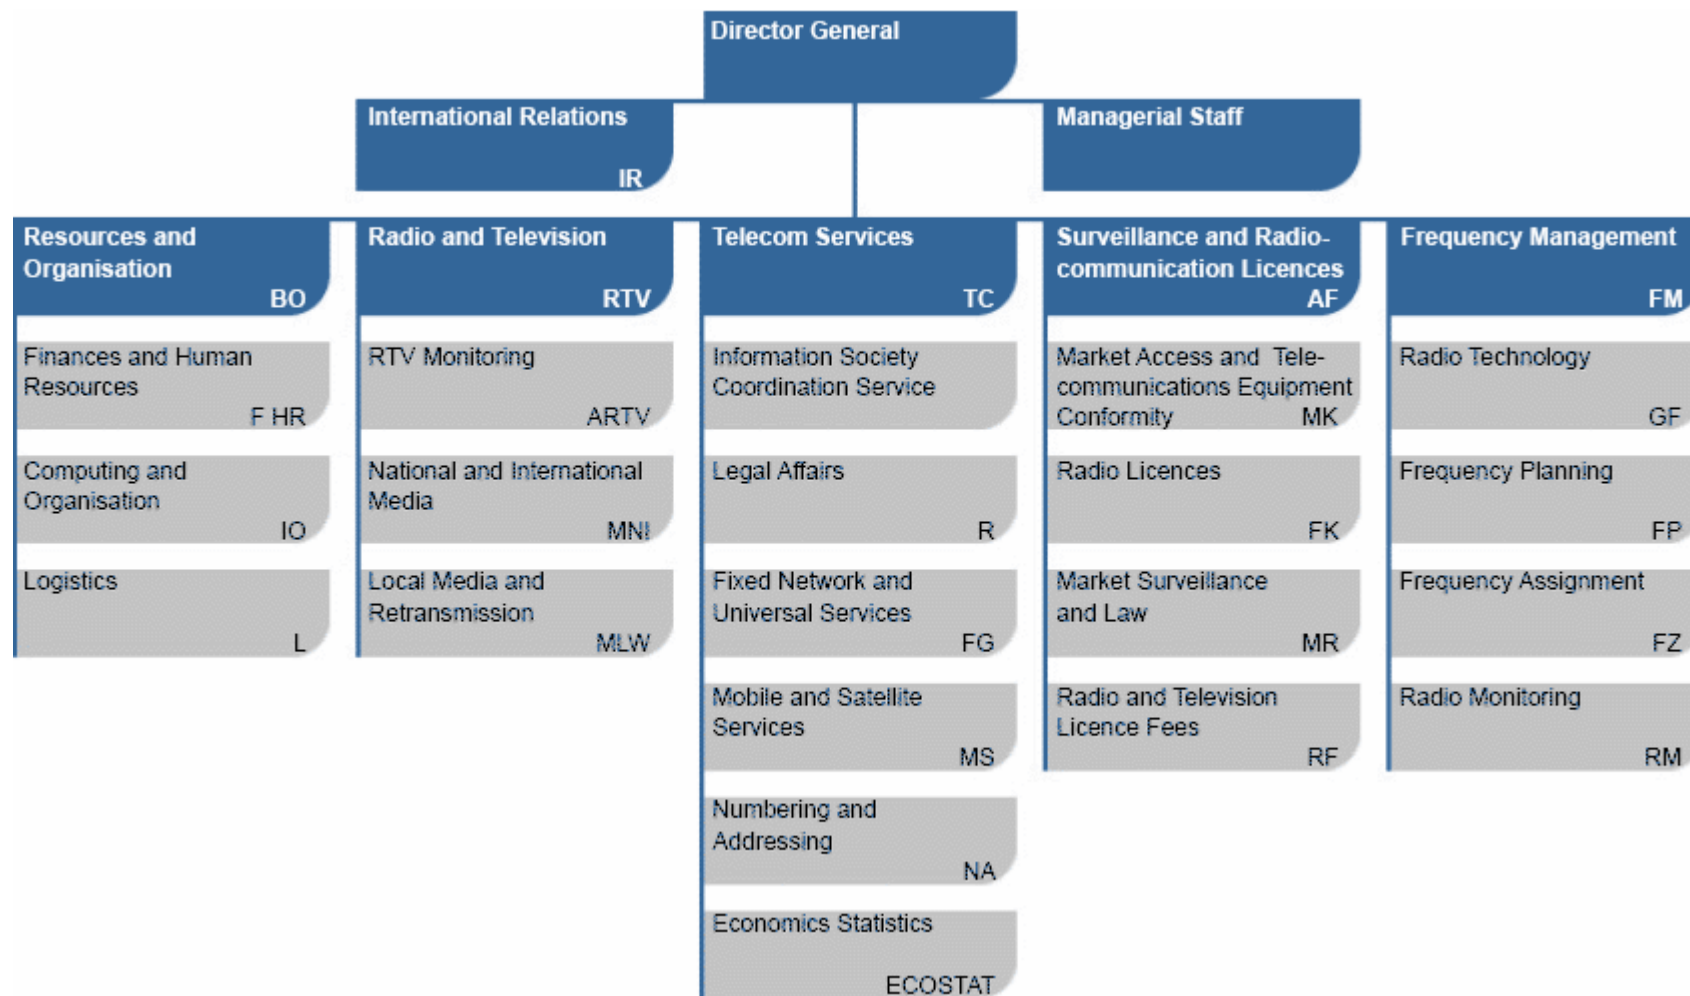 Director General
International Relations
IR
Managerial Staff
Resources and
Organisation
BO
Radio and Television
RTV
Telecom Services
TC
Surveillance and Radio-
communication Licences
AF
Frequency Management
FM
Finances and Human
Resources
F HR
Computing and
Organisation
IO
Logistics
L
RTV Monitoring
ARTV
National and International
Media
MNI
Local Media and
Retransmission
MLW
Information Society
Coordination Service
Legal Affairs
R
Fixed Network and
Universal Services
FG
Mobile and Satellite
Services
MS
Numbering and
Addressing
NA
Economics Statistics
ECOSTAT
Market Access and Tele-
communications Equipment
Conformity MK
Radio Licences
FK
Market Surveillance
and Law
MR
Radio and Television
Licence Fees
RF
Radio Technology
GF
Frequency Planning
FP
Frequency Assignment
FZ
Radio Monitoring
RM